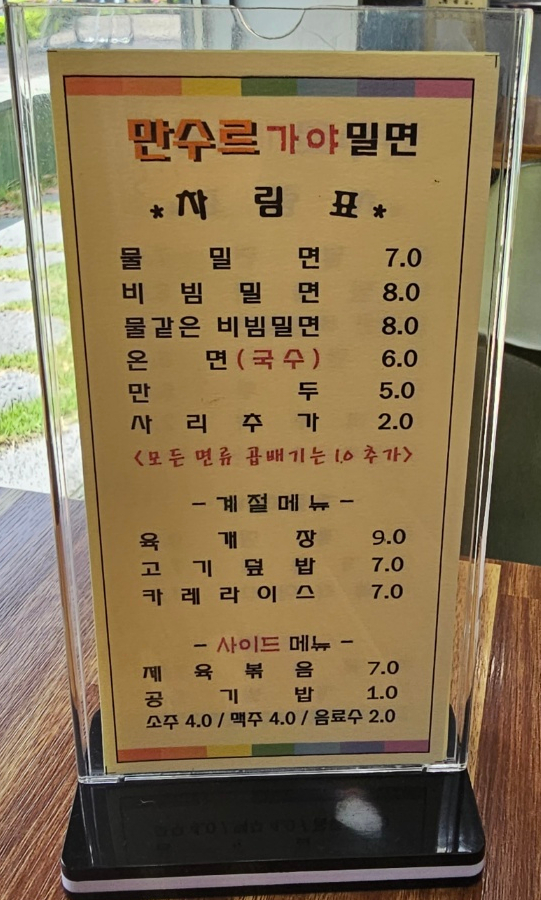 만수르가야밀면
*차림표*
물밀면 7.0
비빔밀면 8.0
물같은 비빔밀면 8.0
온면(국수) 6.0
만두 5.0
사리추가 2.0
<모든 면류 곱배기는 1.0 추가>
- 계절메뉴 -
육개장 9.0
고기덮밥 7.0
카레라이스 7.0
- 사이드 메뉴 -
제육볶음 7.0
공기밥 1.0
소주 4.0 / 맥주 4.0 / 음료수 2.0